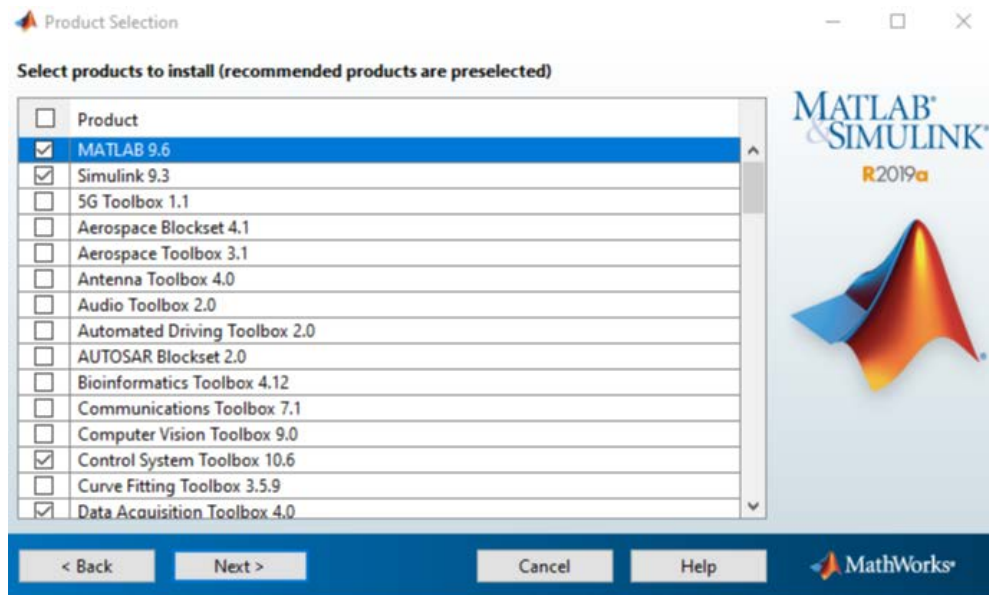 Product Selection
Select products to install (recommended products are preselected)
Product
MATLAB 9.6
Simulink 9.3
5G Toolbox 1.1
Aerospace Blockset 4.1
Aerospace Toolbox 3.1
Antenna Toolbox 4.0
Audio Toolbox 2.0
Automated Driving Toolbox 2.0
AUTOSAR Blockset 2.0
Bioinformatics Toolbox 4.12
Communications Toolbox 7.1
Computer Vision Toolbox 9.0
Control System Toolbox 10.6
Curve Fitting Toolbox 3.5.9
Data Acquisition Toolbox 4.0
MATLAB®
&SIMULINK®
R2019a
®
< Back Next > Cancel Help MathWorks®